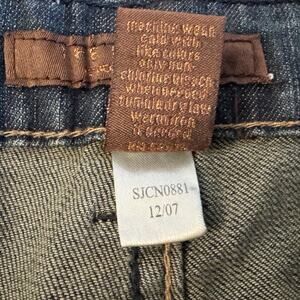 machine wash
cold with
like colors
only non-
chlorine bleach
when needed
tumble dry low
warm iron
if needed
SJCN0881
12/07